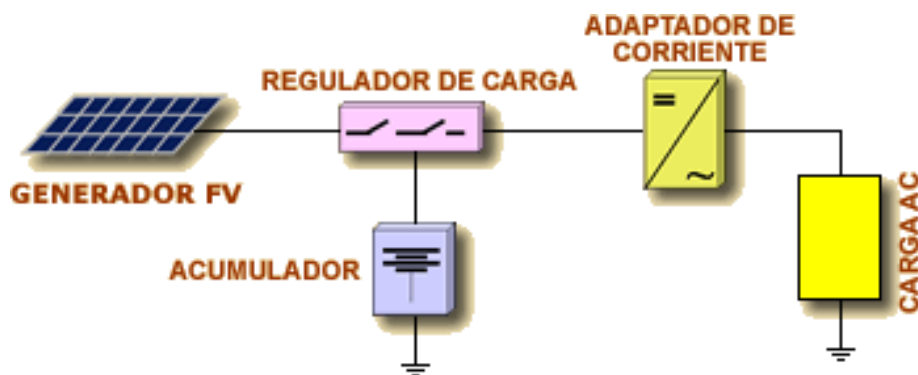 ADAPTADOR DE
CORRIENTE
REGULADOR DE CARGA
GENERADOR FV
ACUMULADOR
CARGA AC